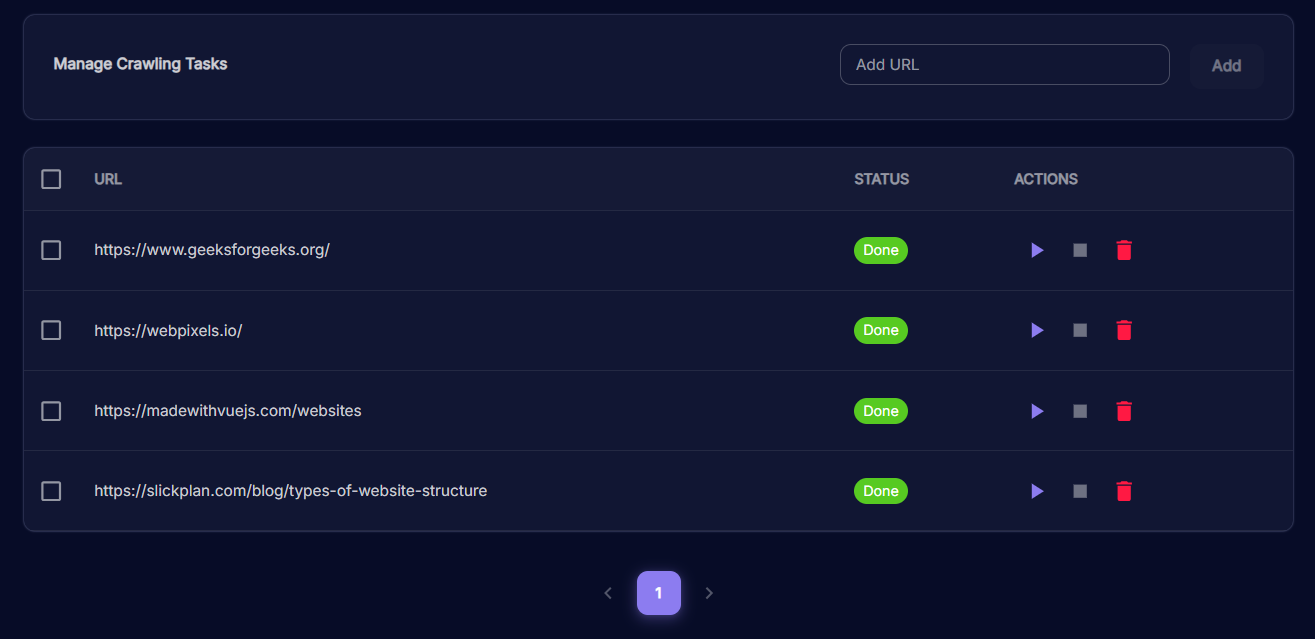 Manage Crawling Tasks
Add URL
Add
URL STATUS ACTIONS
https://www.geeksforgeeks.org/ Done
https://webpixels.io/ Done
https://madewithvuejs.com/websites Done
https://slickplan.com/blog/types-of-website-structure Done
1